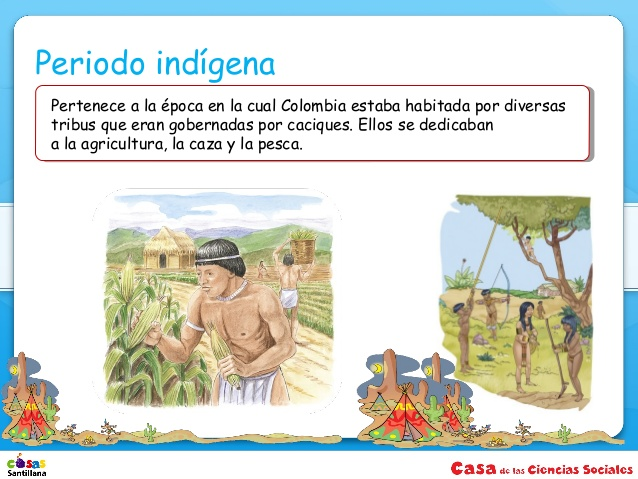 Periodo indígena
Pertenece a la época en la cual Colombia estaba habitada por diversas
tribus que eran gobernadas por caciques. Ellos se dedicaban
a la agricultura, la caza y la pesca.
cosas
Santillana
Casa de las Ciencias Sociales